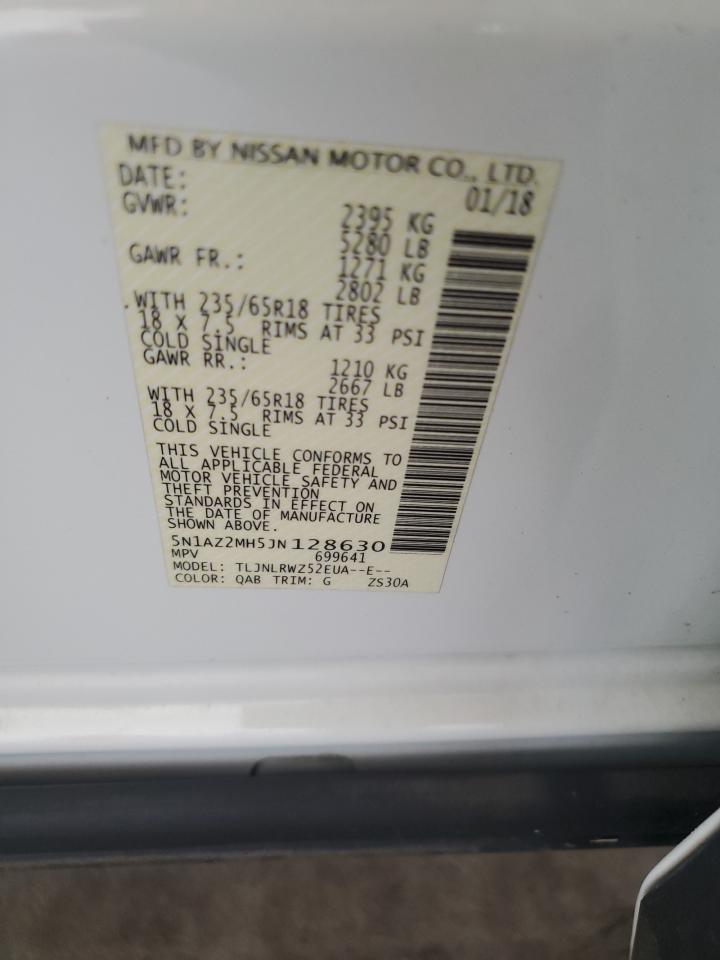 MFD BY NISSAN MOTOR CO., LTD.
DATE: 01/18
GVWR: 2395 KG
5280 LB
GAWR FR.: 1271 KG
2802 LB
.WITH 235/65R18 TIRES
18 X 7.5 RIMS AT 33 PSI
COLD SINGLE
GAWR RR.: 1210 KG
2667 LB
WITH 235/65R18 TIRES
18 X 7.5 RIMS AT 33 PSI
COLD SINGLE
THIS VEHICLE CONFORMS TO
ALL APPLICABLE FEDERAL
MOTOR VEHICLE SAFETY AND
THEFT PREVENTION
STANDARDS IN EFFECT ON
THE DATE OF MANUFACTURE
SHOWN ABOVE.
5N1AZ2MH5JN128630
MPV 699641
MODEL: TLJNLRWZ52EUA--E--
COLOR: QAB TRIM: G ZS30A